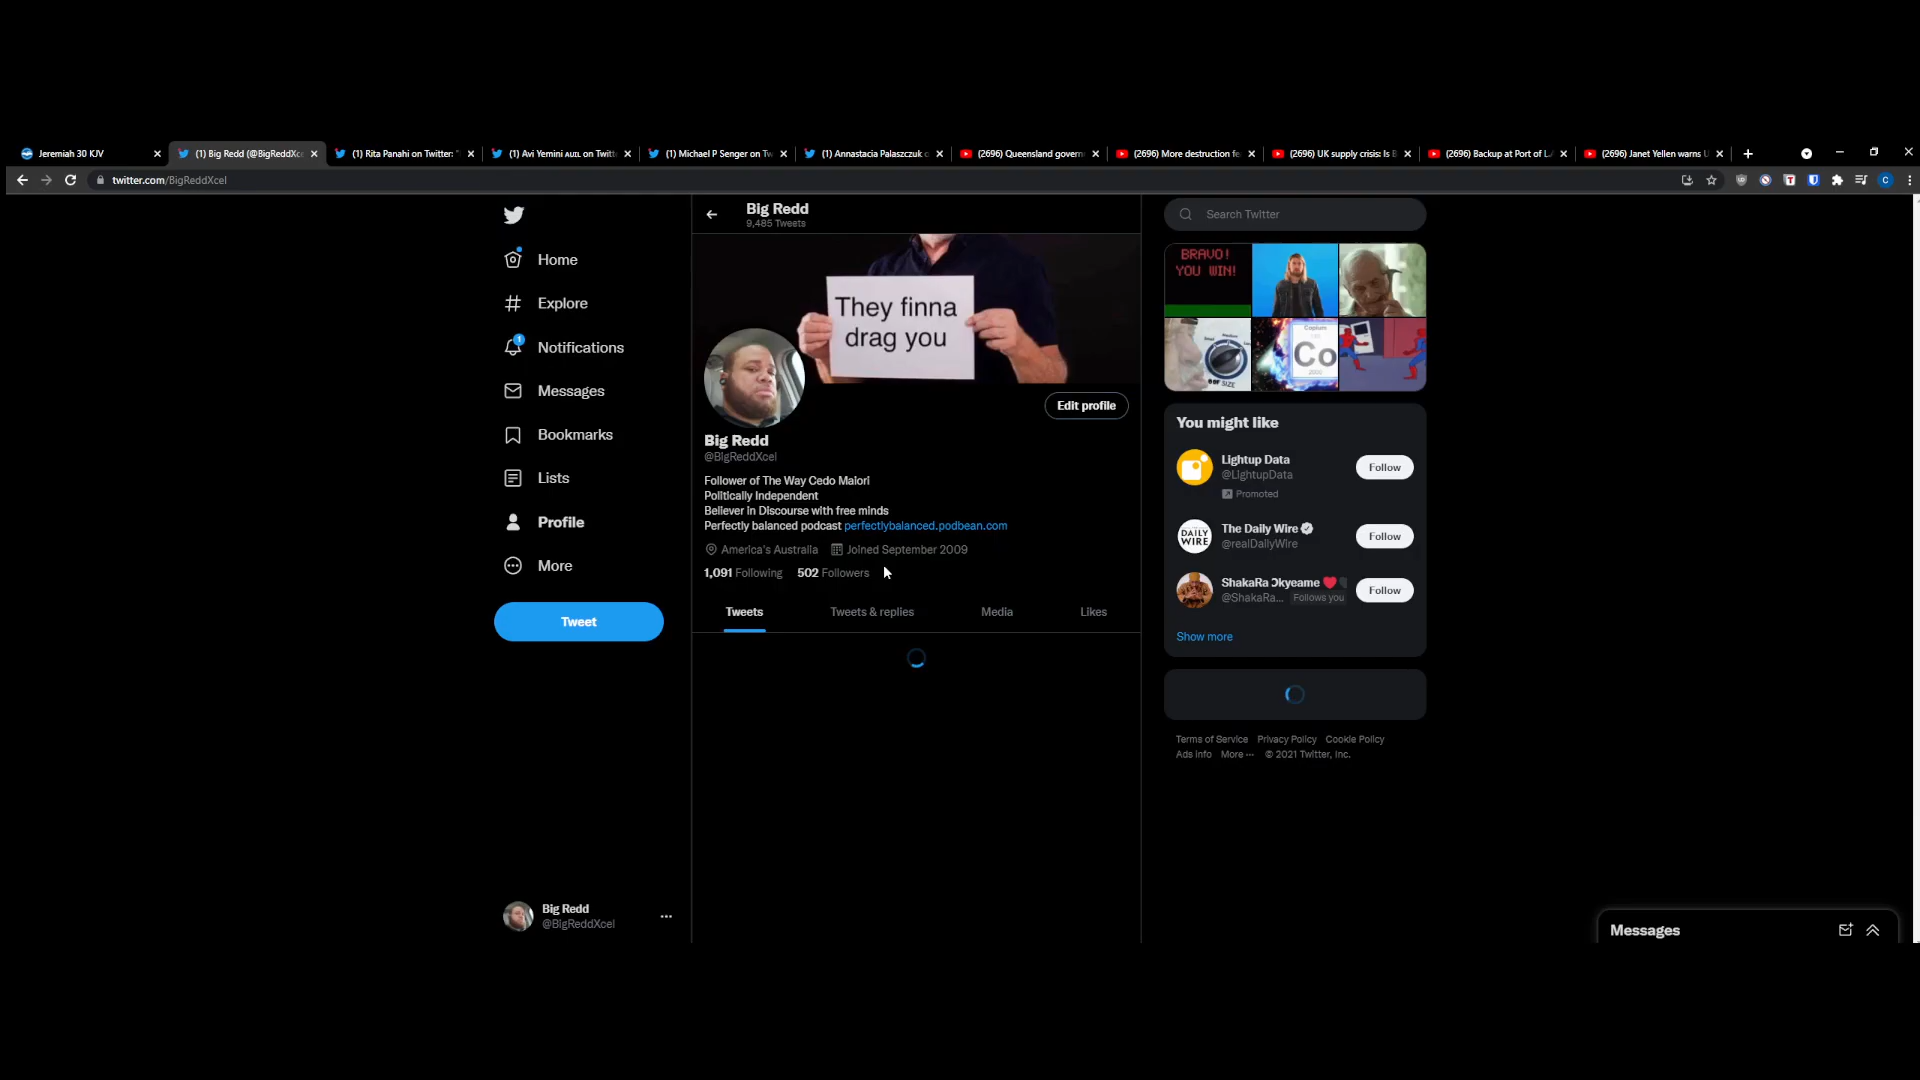 Jeremiah 30 KJV
(1) Big Redd (@BigReddXce
(1) Rita Panahi on Twitter: "
(1) Avi Yemini
(1) Michael P Senger on Tw
(1) Annastacia Palaszczuk
(2696) Queensland govern
(2696) More destruction fe
(2696) UK supply crisis: Is B
(2696) Backup at Port of L
(2696) Janet Yellen warns U
twitter.com/BigReddXcel
Home
Explore
Notifications
Messages
Bookmarks
Lists
Profile
More
Tweet
Big Redd
@BigReddXcel
Big Redd
9,485 Tweets
They finna
drag you
Edit profile
Big Redd
@BigReddXcel
Follower of The Way Cedo Maiori
Politically Independent
Believer in Discourse with free minds
Perfectly balanced podcast perfectlybalanced.podbean.com
America's Australia Joined September 2009
1,091 Following 502 Followers
Tweets Tweets & replies Media Likes
Search Twitter
BRAVO!
YOU WIN!
SIZE
Copium
Co
You might like
Lightup Data
@LightupData
Promoted
Follow
DAILY
WIRE
The Daily Wire
@realDailyWire
Follow
ShakaRa Ɔkyeame
@ShakaRa... Follows you
Follow
Show more
Terms of Service Privacy Policy Cookie Policy
Ads info More ··· © 2021 Twitter, Inc.
Messages